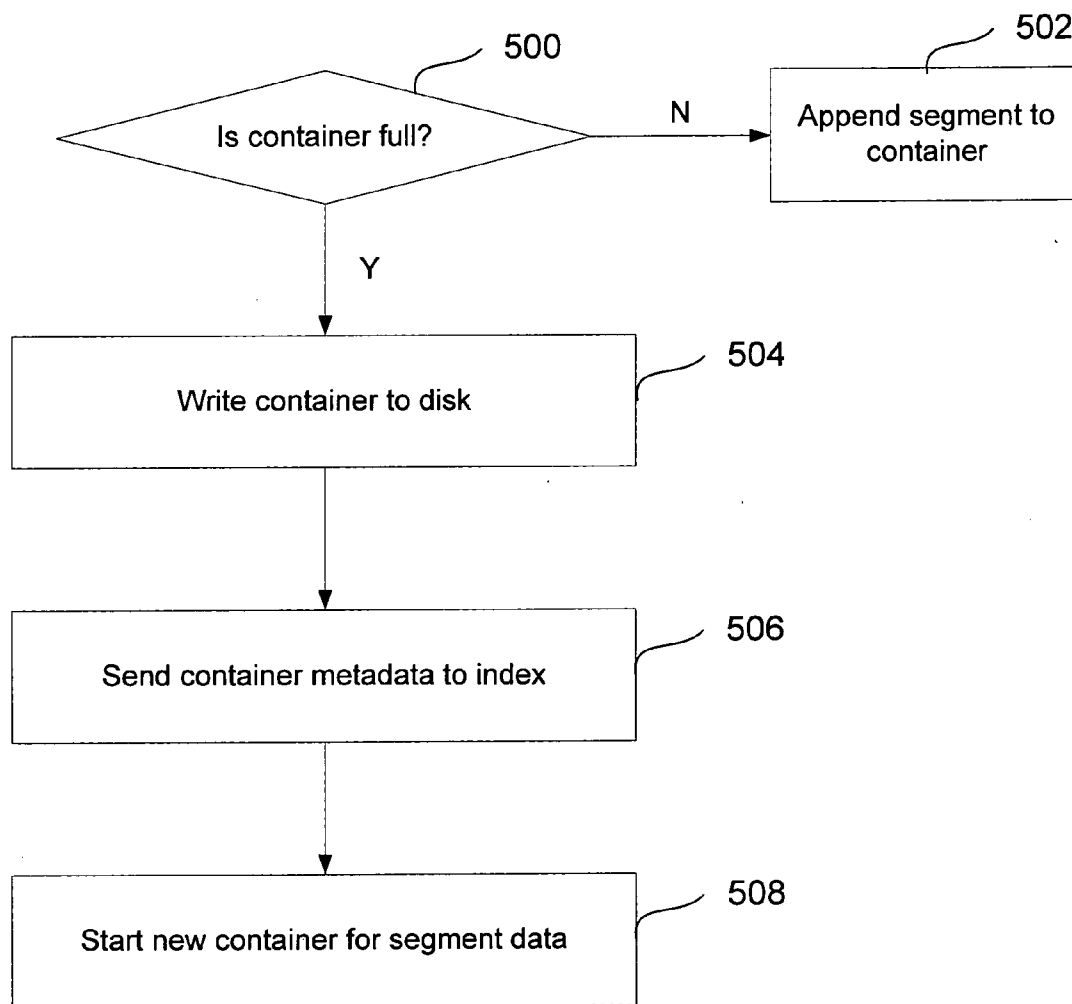 500
502
Is container full?
N
Append segment to
container
Y
504
Write container to disk
506
Send container metadata to index
508
Start new container for segment data